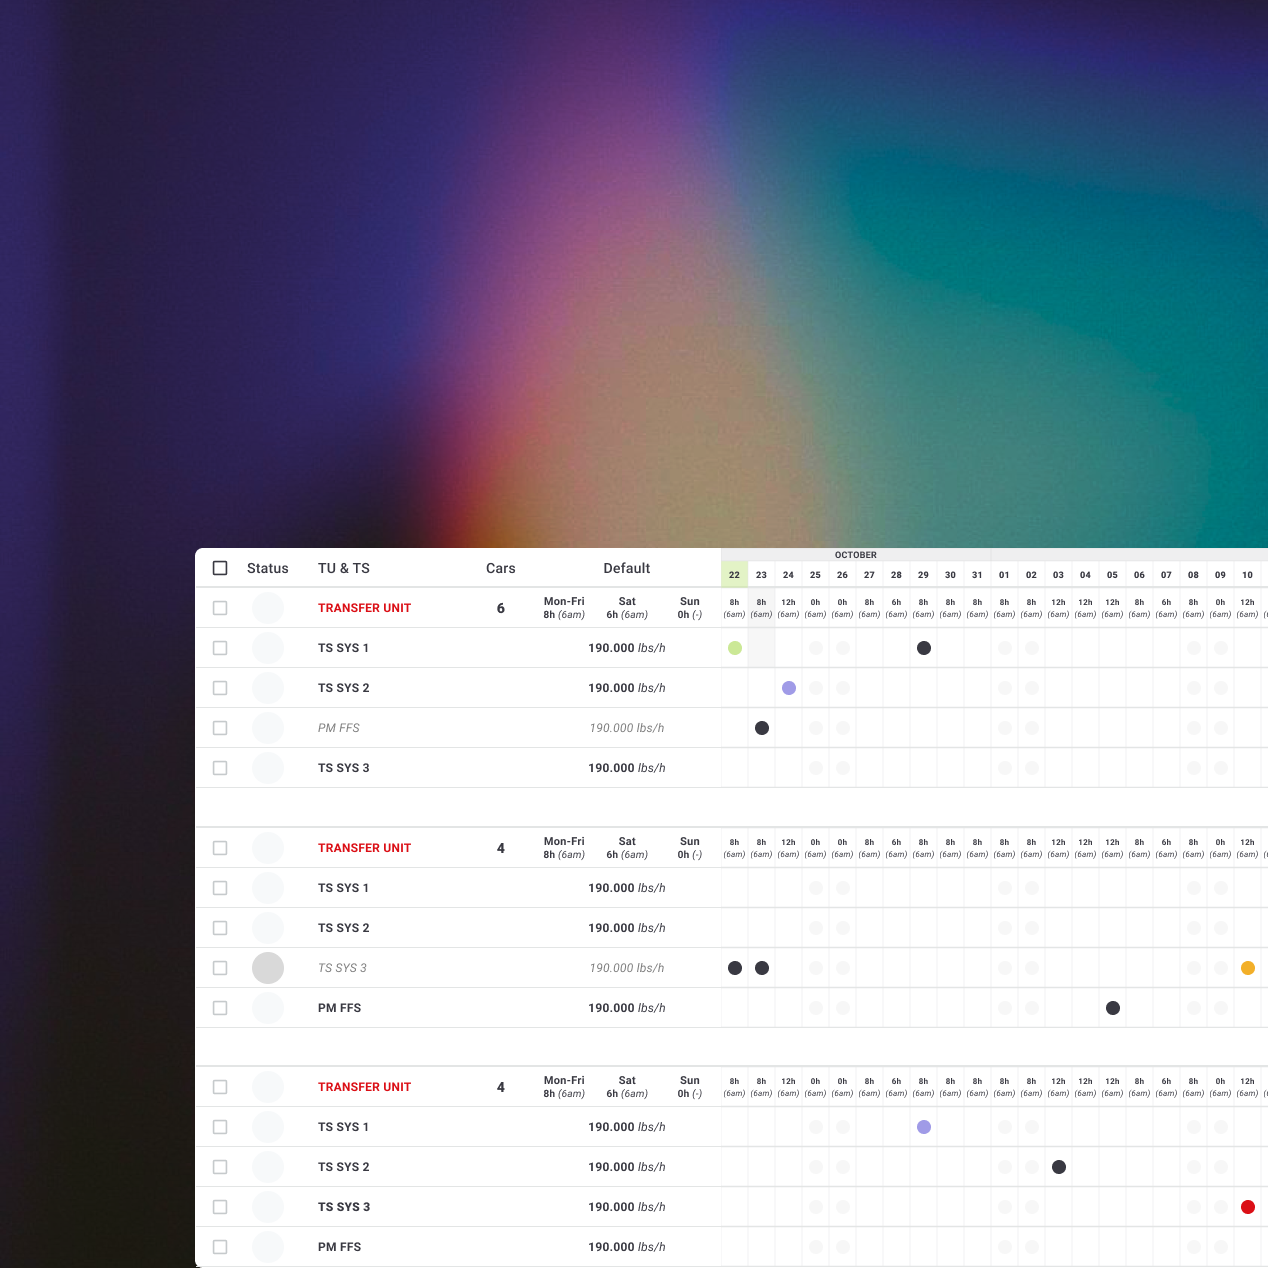 OCTOBER
Status TU & TS Cars Default 22 23 24 25 26 27 28 29 30 31 01 02 03 04 05 06 07 08 09 10
TRANSFER UNIT 6 Mon-Fri Sat Sun 8h 8h 12h 0h 0h 8h 6h 8h 8h 8h 8h 8h 12h 12h 12h 8h 6h 8h 0h 12h
8h (6am) 6h (6am) 0h (-) (6am) (6am) (6am) (6am) (6am) (6am) (6am) (6am) (6am) (6am) (6am) (6am) (6am) (6am) (6am) (6am) (6am) (6am) (6am) (6am)
TS SYS 1 190.000 lbs/h
TS SYS 2 190.000 lbs/h
PM FFS 190.000 lbs/h
TS SYS 3 190.000 lbs/h
TRANSFER UNIT 4 Mon-Fri Sat Sun 8h 8h 12h 0h 0h 8h 6h 8h 8h 8h 8h 8h 12h 12h 12h 8h 6h 8h 0h 12h
8h (6am) 6h (6am) 0h (-) (6am) (6am) (6am) (6am) (6am) (6am) (6am) (6am) (6am) (6am) (6am) (6am) (6am) (6am) (6am) (6am) (6am) (6am) (6am) (6am)
TS SYS 1 190.000 lbs/h
TS SYS 2 190.000 lbs/h
TS SYS 3 190.000 lbs/h
PM FFS 190.000 lbs/h
TRANSFER UNIT 4 Mon-Fri Sat Sun 8h 8h 12h 0h 0h 8h 6h 8h 8h 8h 8h 8h 12h 12h 12h 8h 6h 8h 0h 12h
8h (6am) 6h (6am) 0h (-) (6am) (6am) (6am) (6am) (6am) (6am) (6am) (6am) (6am) (6am) (6am) (6am) (6am) (6am) (6am) (6am) (6am) (6am) (6am) (6am)
TS SYS 1 190.000 lbs/h
TS SYS 2 190.000 lbs/h
TS SYS 3 190.000 lbs/h
PM FFS 190.000 lbs/h